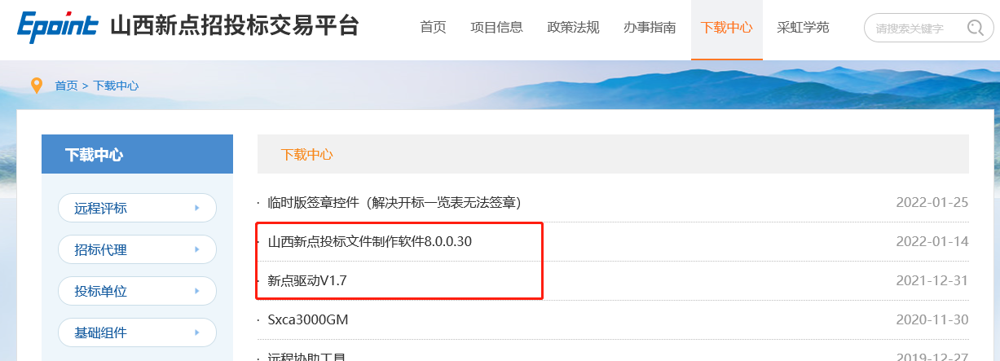 Epoint 山西新点招投标交易平台
首页 项目信息 政策法规 办事指南 下载中心 采虹学苑 请搜索关键字
首页 > 下载中心
下载中心
远程评标
招标代理
投标单位
基础组件
下载中心
· 临时版签章控件（解决开标一览表无法签章） 2022-01-25
· 山西新点投标文件制作软件8.0.0.30 2022-01-14
· 新点驱动V1.7 2021-12-31
· Sxca3000GM 2020-11-30
· 远程协助工具 2019-12-27